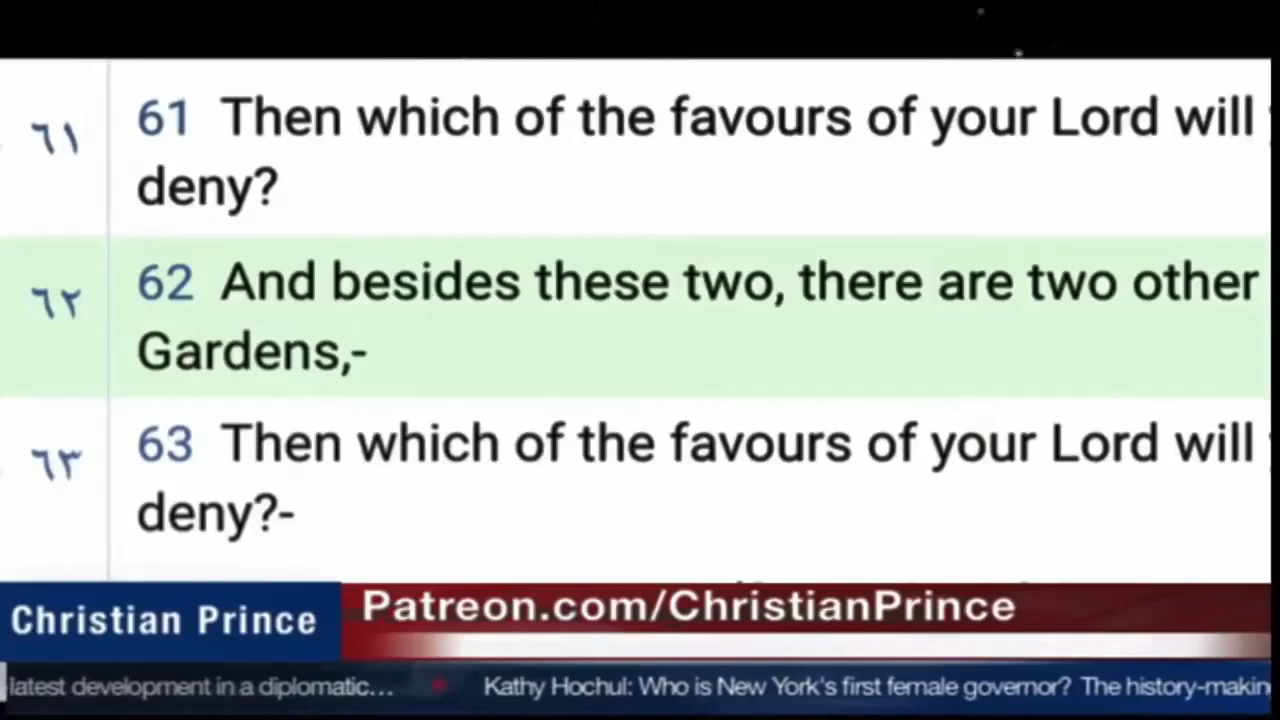 ٦١ 61 Then which of the favours of your Lord will
deny?
٦٢ 62 And besides these two, there are two other
Gardens,-
٦٣ 63 Then which of the favours of your Lord will
deny?-
Christian Prince
Patreon.com/ChristianPrince
latest development in a diplomatic... Kathy Hochul: Who is New York's first female governor? The history-makin